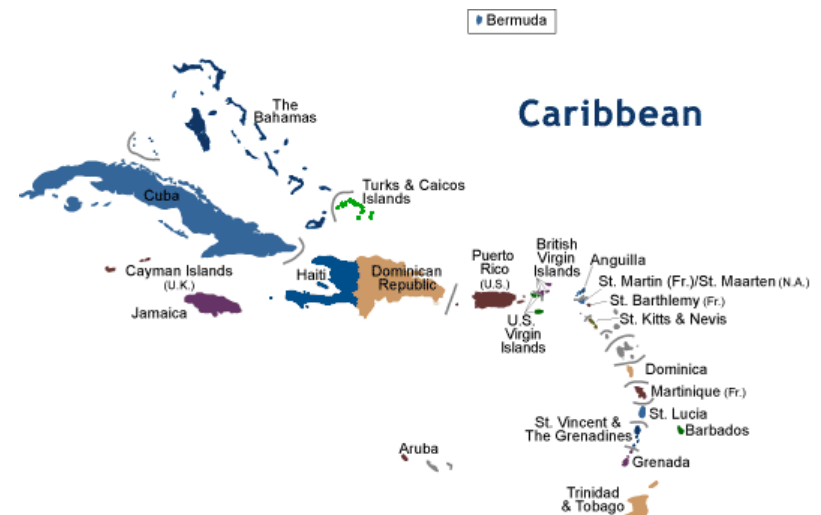 Bermuda
Caribbean
The
Bahamas
Turks & Caicos
Islands
Cuba
Cayman Islands
(U.K.)
Jamaica
Haiti
Dominican
Republic
Puerto
Rico
(U.S.)
British
Virgin
Islands
U.S.
Virgin
Islands
Anguilla
St. Martin (Fr.)/St. Maarten (N.A.)
St. Barthlemy (Fr.)
St. Kitts & Nevis
Dominica
Martinique (Fr.)
St. Lucia
St. Vincent &
The Grenadines
Barbados
Grenada
Aruba
Trinidad
& Tobago